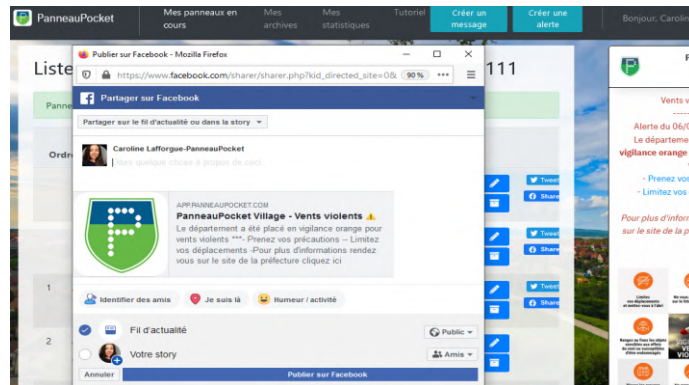 PanneauPocket
Mes panneaux en cours
Mes archives
Mes statistiques
Tutoriel
Créer un message
Créer une alerte
Bonjour, Carolin
Liste
111
Panne
Ordre
1
2
Publier sur Facebook - Mozilla Firefox
https://www.facebook.com/sharer/sharer.php?kid_directed_site=0&
90 %
Partager sur Facebook
Partager sur le fil d'actualité ou dans la story
Caroline Lafforgue-PanneauPocket
Dites quelque chose à propos de ceci...
APP.PANNEAUPOCKET.COM
PanneauPocket Village - Vents violents ⚠
Le département a été placé en vigilance orange pour
vents violents ***- Prenez vos précautions -- Limitez
vos déplacements -Pour plus d'informations rendez
vous sur le site de la préfecture cliquez ici
Identifier des amis
Je suis là
Humeur / activité
Fil d'actualité
Public
Votre story
Amis
Annuler
Publier sur Facebook
Tweet
Share
Tweet
Share
Tweet
Share
P
Vents v
Alerte du 06/0
Le départeme
vigilance orange
- Prenez vos
- Limitez vos
Pour plus d'inform
sur le site de la p